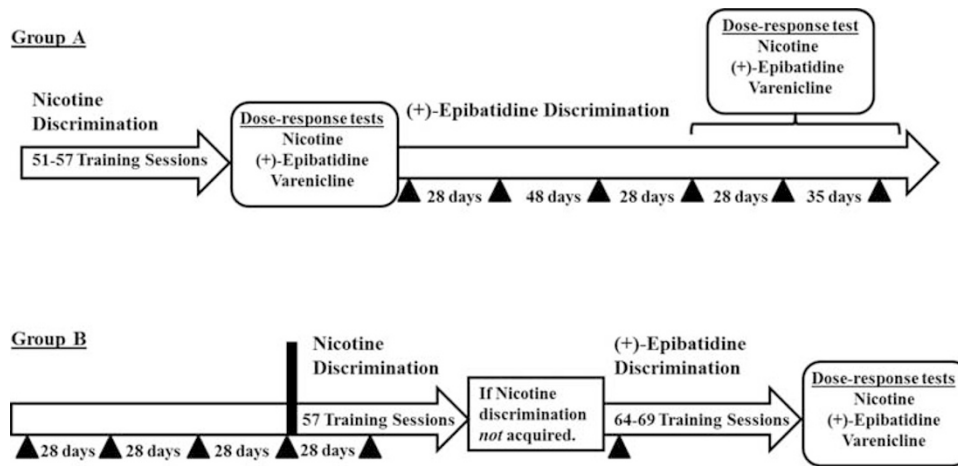 Group A
Nicotine
Discrimination
51-57 Training Sessions
Dose-response tests
Nicotine
(+)-Epibatidine
Varenicline
(+)-Epibatidine Discrimination
Dose-response test
Nicotine
(+)-Epibatidine
Varenicline
28 days 48 days 28 days 28 days 35 days
Group B
Nicotine
Discrimination
57 Training Sessions
28 days 28 days 28 days 28 days
If Nicotine
discrimination
not acquired.
(+)-Epibatidine
Discrimination
64-69 Training Sessions
Dose-response tests
Nicotine
(+)-Epibatidine
Varenicline